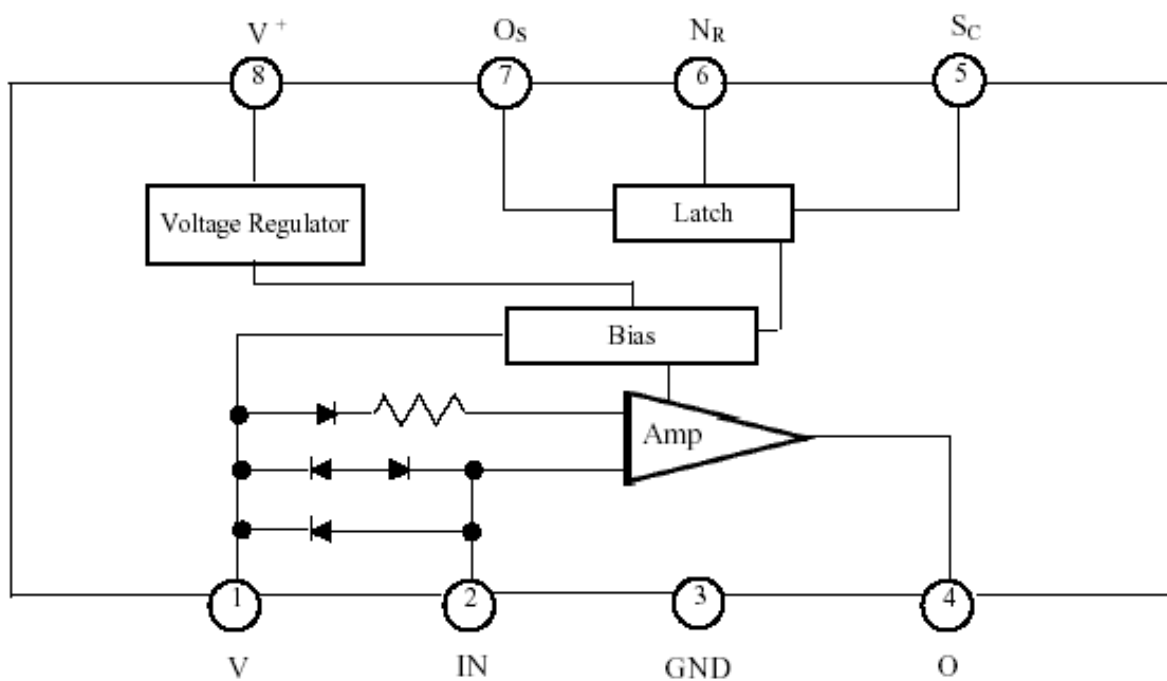 V + OS NR SC
8 7 6 5
Voltage Regulator Latch
Bias
Amp
1 2 3 4
V IN GND O